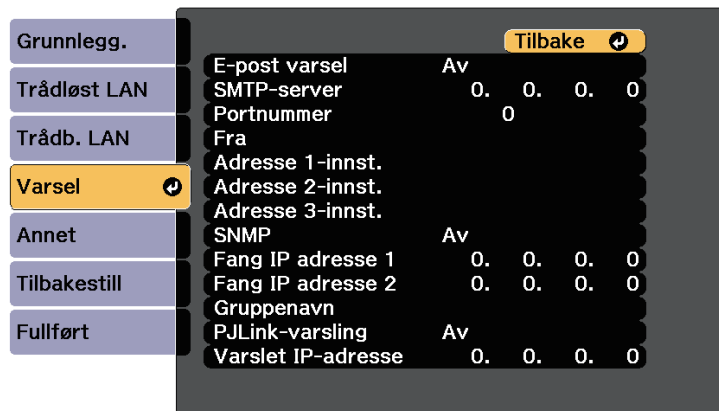 Grunnlegg.
Trådløst LAN
Trådb. LAN
Varsel
Annet
Tilbakestill
Fullført
Tilbake
E-post varsel Av
SMTP-server 0. 0. 0. 0
Portnummer 0
Fra
Adresse 1-innst.
Adresse 2-innst.
Adresse 3-innst.
SNMP Av
Fang IP adresse 1 0. 0. 0. 0
Fang IP adresse 2 0. 0. 0. 0
Gruppenavn
PJLink-varsling Av
Varslet IP-adresse 0. 0. 0. 0